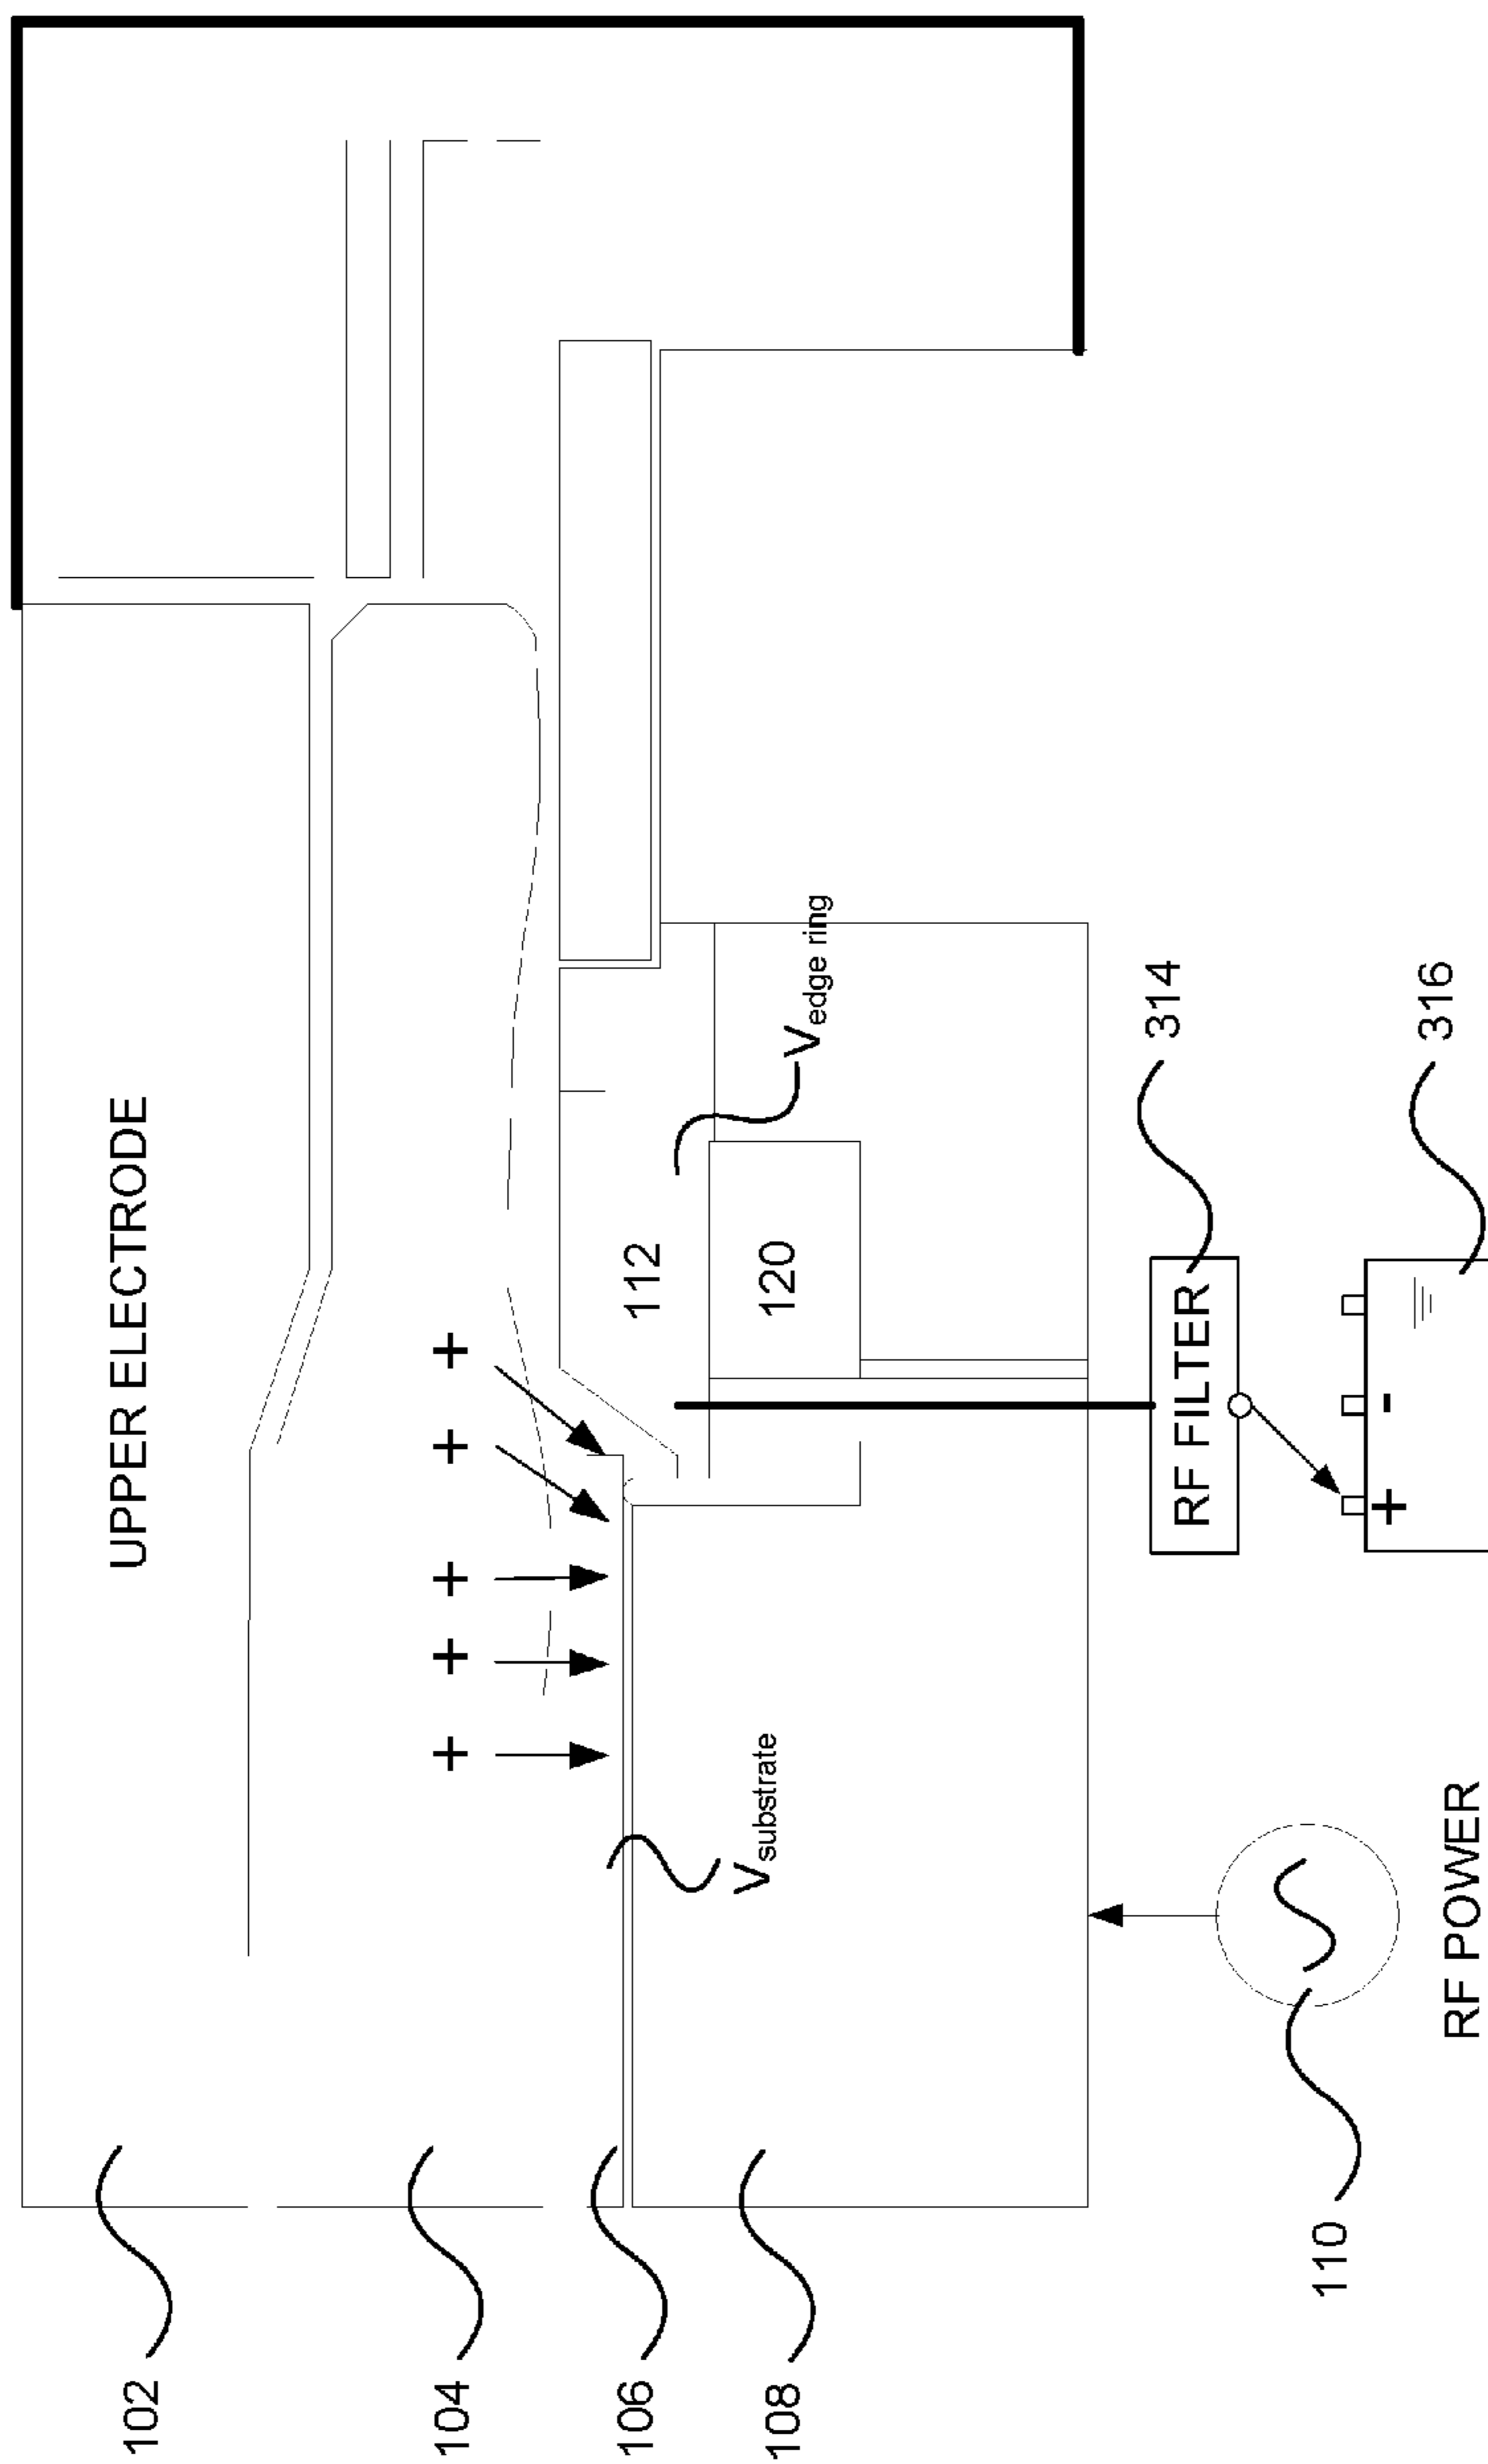 UPPER ELECTRODE
102
104
106
108
+ + + + +
112
120
V edge ring
V substrate
RF FILTER
314
+ -
316
110
RF POWER